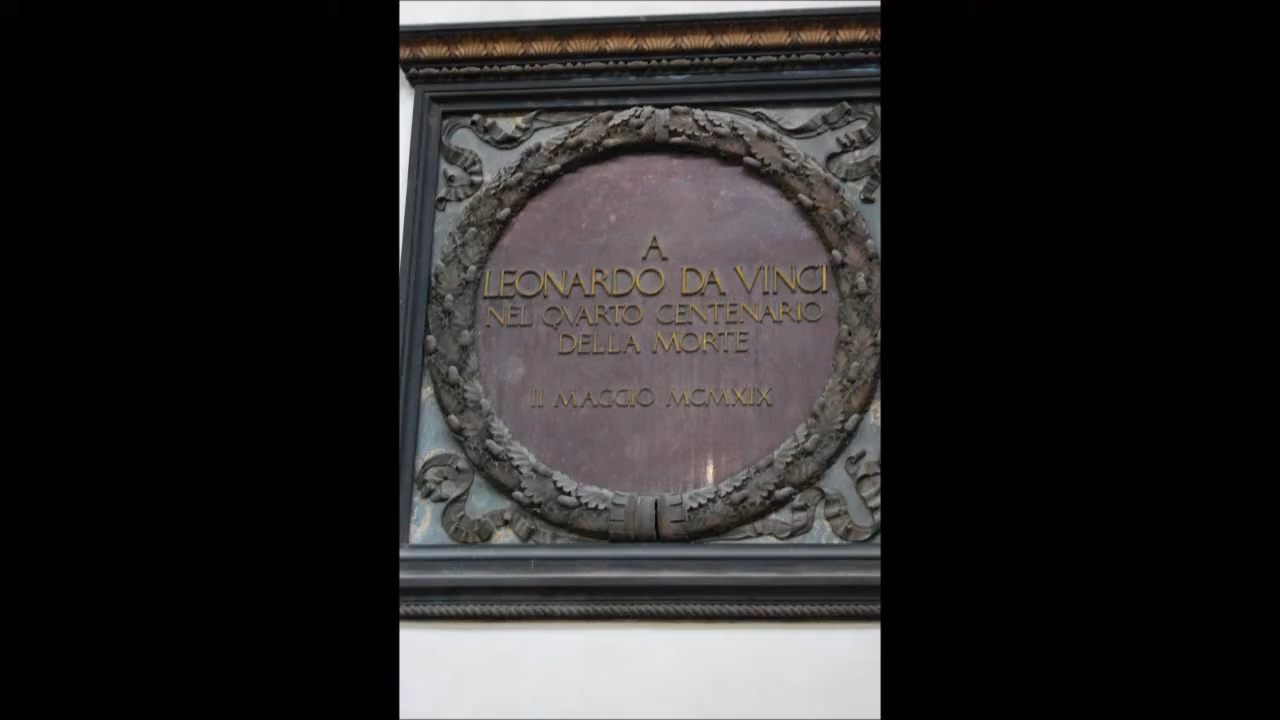 A
LEONARDO DA VINCI
NEL QVARTO CENTENARIO
DELLA MORTE
II MAGGIO MCMXIX